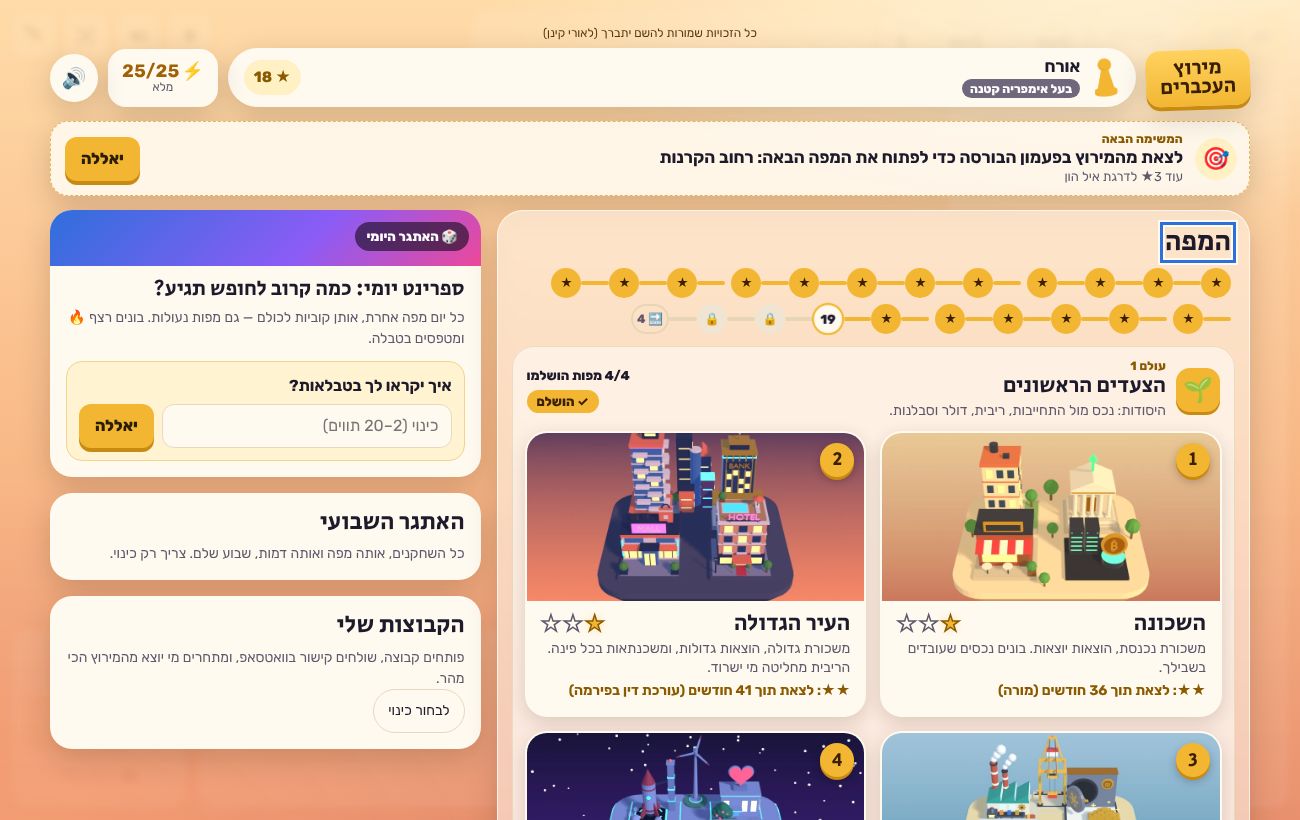 כל הזכויות שמורות להשם יתברך (לאורי קינן)
מירוץ
העכברים
אורח
בעל אימפריה קטנה
★ 18
⚡ 25/25
מלא
🔊
🎯
המשימה הבאה
לצאת מהמירוץ בפעמון הבורסה כדי לפתוח את המפה הבאה: רחוב הקרנות
עוד 3★ לדרגת איל הון
יאללה
המפה
★ ★ ★ ★ ★ ★ ★ ★ ★ ★ ★ ★
★ ★ ★ ★ ★ ★ 19 🔒 🔒 ➡️ 4
עולם 1
הצעדים הראשונים
היסודות: נכס מול התחייבות, ריבית, דולר וסבלנות.
4/4 מפות הושלמו
✓ הושלם
1
השכונה
★☆☆
משכורת נכנסת, הוצאות יוצאות. בונים נכסים שעובדים
בשבילך.
★★: לצאת תוך 36 חודשים (מורה)
2
BANK
HOTEL
העיר הגדולה
★☆☆
משכורת גדולה, הוצאות גדולות, ומשכנתאות בכל פינה.
הריבית מחליטה מי ישרוד.
★★: לצאת תוך 41 חודשים (עורכת דין בפירמה)
3
4
🎲 האתגר היומי
ספרינט יומי: כמה קרוב לחופש תגיע?
כל יום מפה אחרת, אותן קוביות לכולם — גם מפות נעולות. בונים רצף 🔥
ומטפסים בטבלה.
איך יקראו לך בטבלאות?
כינוי (2–20 תווים)
יאללה
האתגר השבועי
כל השחקנים, אותה מפה ואותה דמות, שבוע שלם. צריך רק כינוי.
הקבוצות שלי
פותחים קבוצה, שולחים קישור בוואטסאפ, ומתחרים מי יוצא מהמירוץ הכי
מהר.
לבחור כינוי